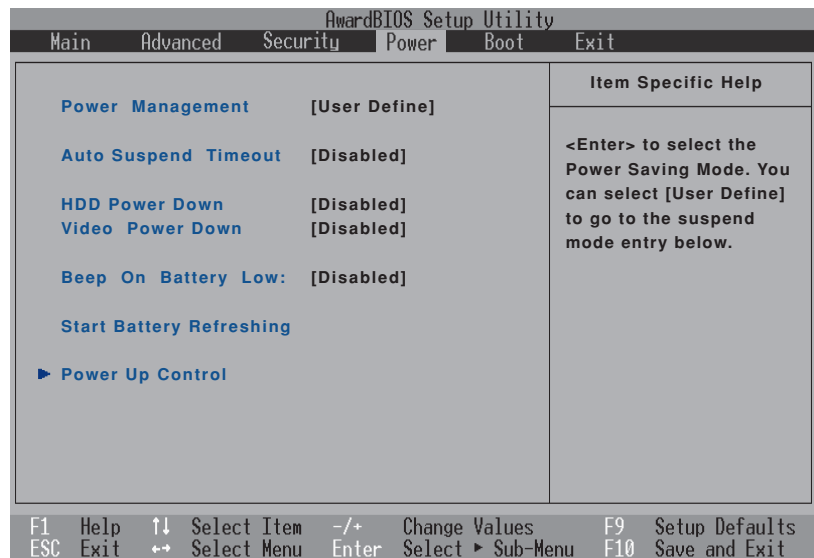 AwardBIOS Setup Utility
Main Advanced Security Power Boot Exit
Power Management [User Define]
Auto Suspend Timeout [Disabled]
HDD Power Down [Disabled]
Video Power Down [Disabled]
Beep On Battery Low: [Disabled]
Start Battery Refreshing
▶ Power Up Control
Item Specific Help
<Enter> to select the
Power Saving Mode. You
can select [User Define]
to go to the suspend
mode entry below.
F1 Help ↑↓ Select Item -/+ Change Values F9 Setup Defaults
ESC Exit ←→ Select Menu Enter Select ▶ Sub-Menu F10 Save and Exit